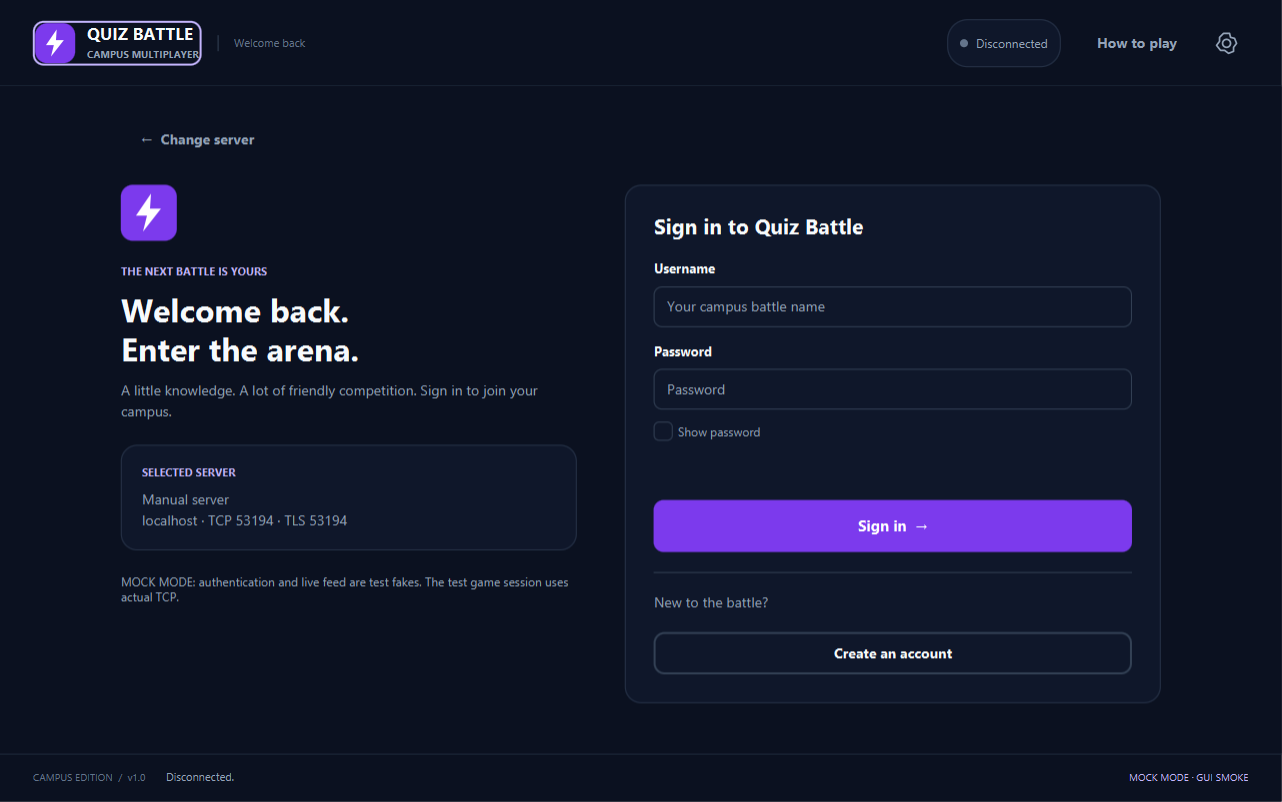 QUIZ BATTLE
CAMPUS MULTIPLAYER
Welcome back
Disconnected
How to play
← Change server
THE NEXT BATTLE IS YOURS
Welcome back.
Enter the arena.
A little knowledge. A lot of friendly competition. Sign in to join your
campus.
SELECTED SERVER
Manual server
localhost · TCP 53194 · TLS 53194
MOCK MODE: authentication and live feed are test fakes. The test game session uses
actual TCP.
Sign in to Quiz Battle
Username
Your campus battle name
Password
Password
Show password
Sign in →
New to the battle?
Create an account
CAMPUS EDITION / v1.0
Disconnected.
MOCK MODE · GUI SMOKE